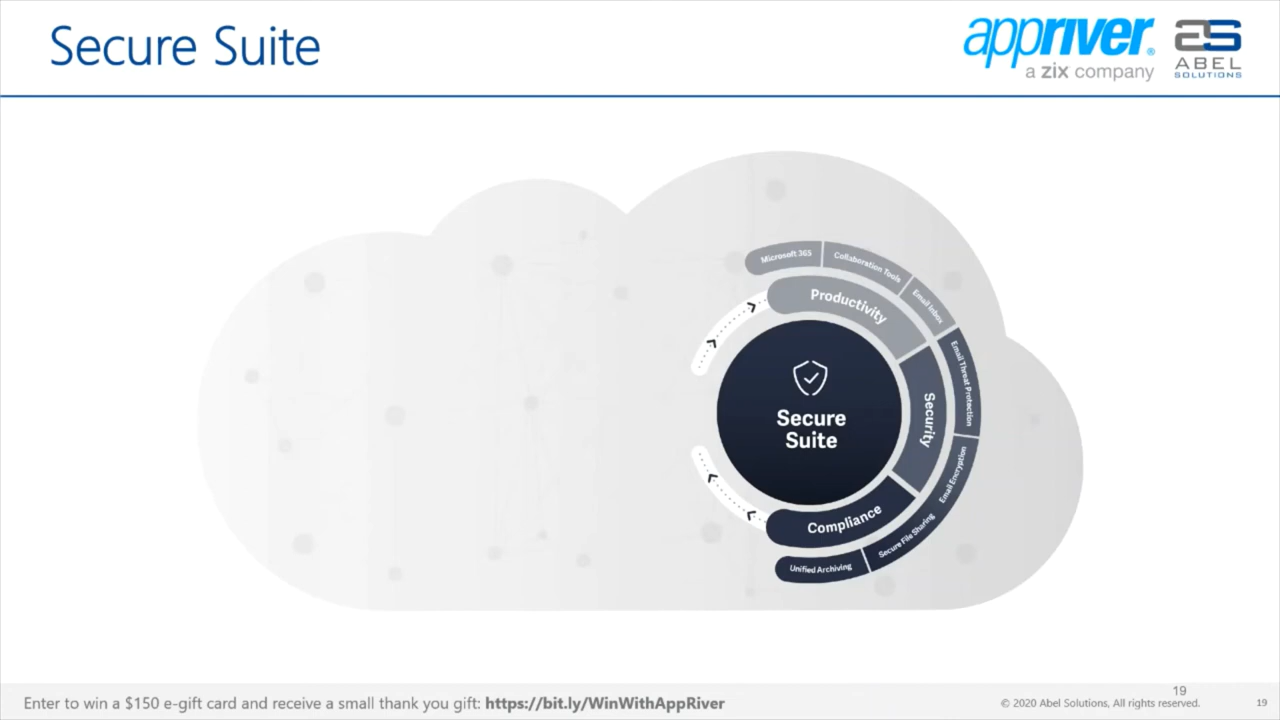 Secure Suite
appriver®
a zix company
as
ABEL
SOLUTIONS
Microsoft 365
Collaboration Tools
Email Inbox
Productivity
Email Threat Protection
Security
Secure
Suite
Email Encryption
Compliance
Secure File Sharing
Unified Archiving
19
Enter to win a $150 e-gift card and receive a small thank you gift: https://bit.ly/WinWithAppRiver
© 2020 Abel Solutions, All rights reserved.
19